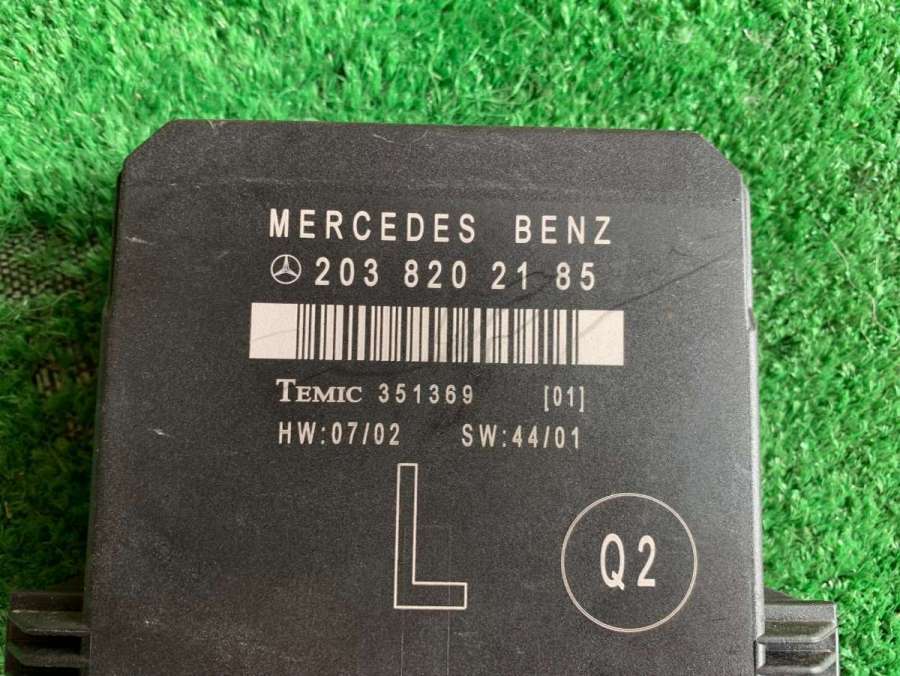 MERCEDES BENZ
203 820 21 85
TEMIC 351369 [01]
HW:07/02 SW:44/01
L
Q2